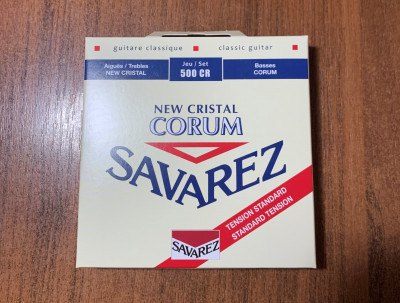 guitare classique classic guitar
Aiguës / Trebles
NEW CRISTAL
Jeu / Set
500 CR
Basses
CORUM
NEW CRISTAL
CORUM
SAVAREZ
TENSION STANDARD
STANDARD TENSION
SAVAREZ